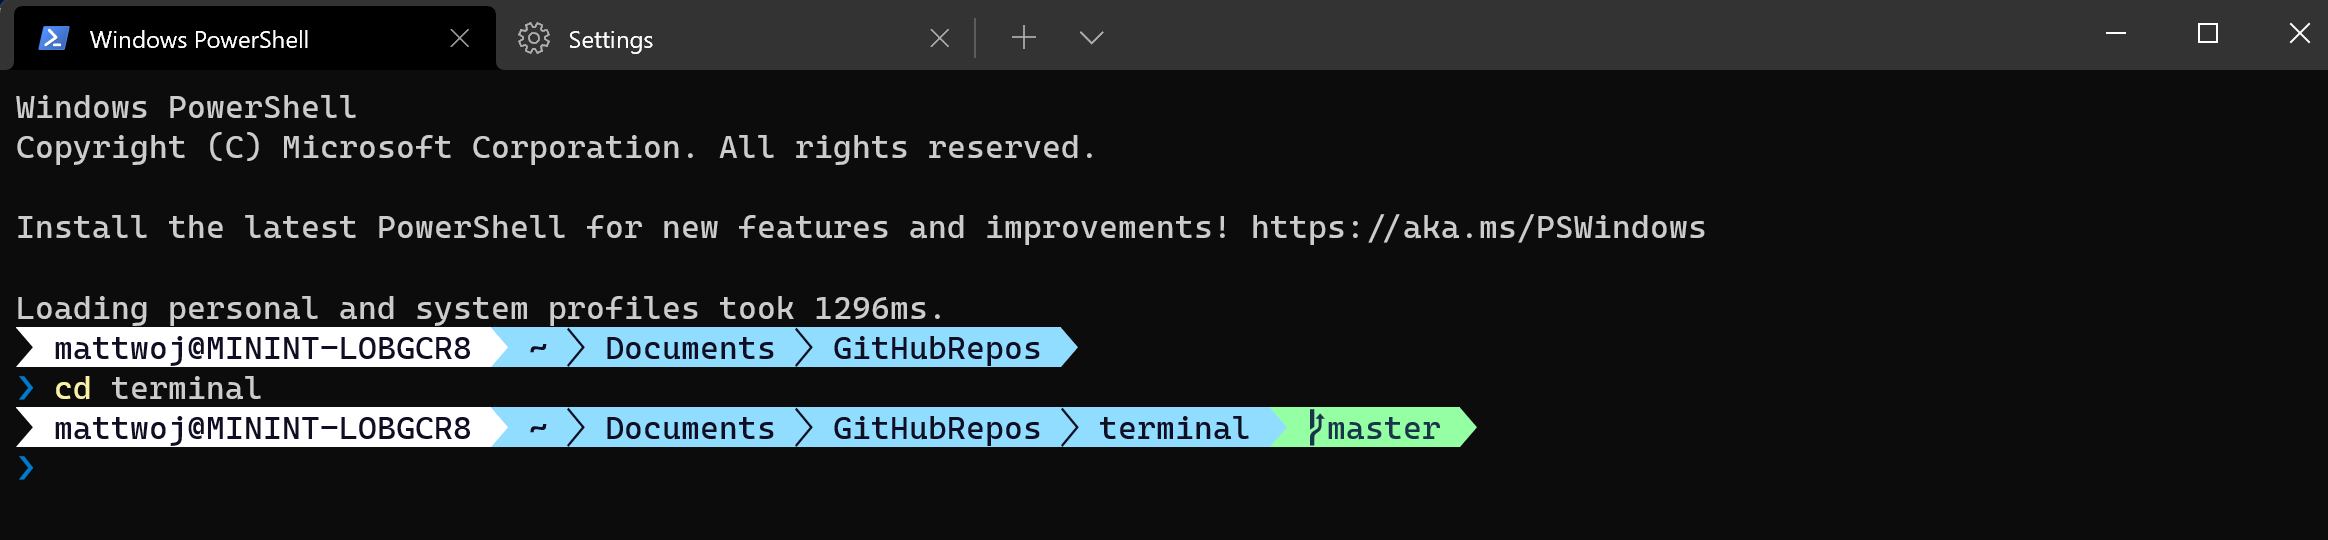 Windows PowerShell
Settings
Windows PowerShell
Copyright (C) Microsoft Corporation. All rights reserved.
Install the latest PowerShell for new features and improvements! https://aka.ms/PSWindows
Loading personal and system profiles took 1296ms.
mattwoj@MININT-LOBGCR8 ~ Documents GitHubRepos
❯ cd terminal
mattwoj@MININT-LOBGCR8 ~ Documents GitHubRepos terminal master
❯